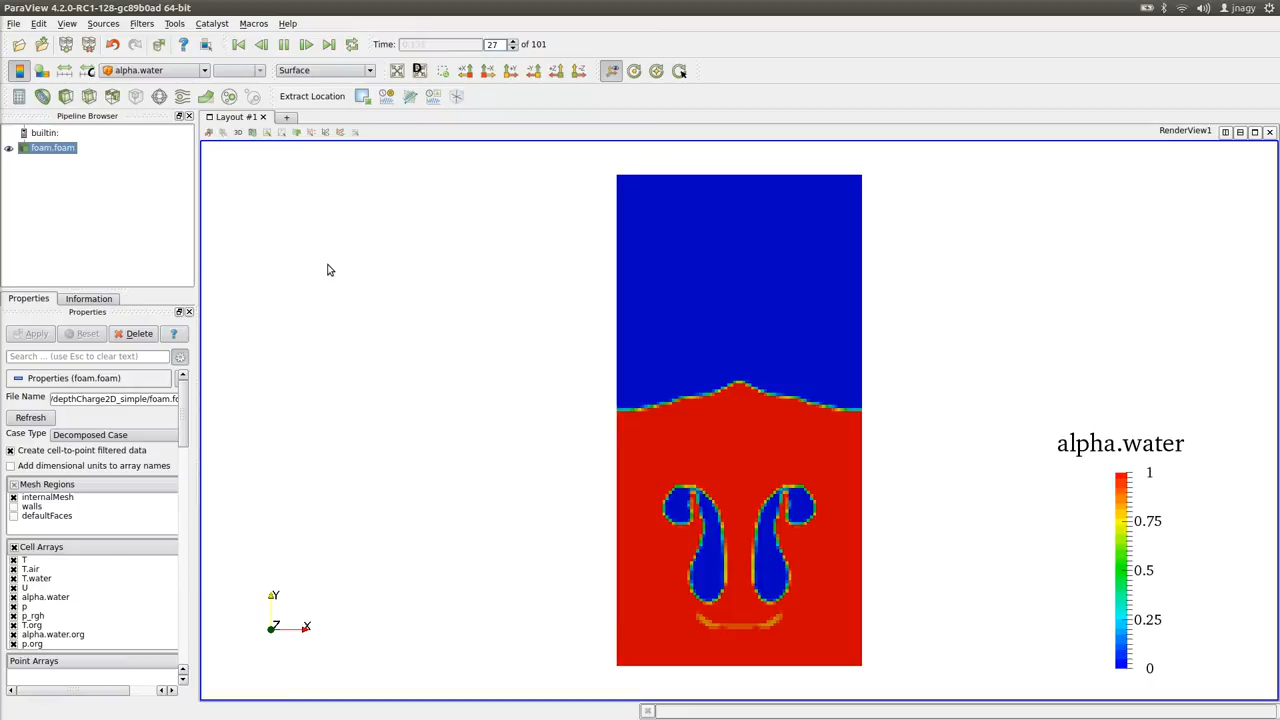 ParaView 4.2.0-RC1-128-gc89b0ad 64-bit
jnagy
File Edit View Sources Filters Tools Catalyst Macros Help
Time: 27 of 101
alpha.water Surface
Extract Location
Pipeline Browser
Layout #1
RenderView1
builtin:
foam.foam
Properties Information
Properties
Apply Reset Delete ?
Search ... (use Esc to clear text)
Properties (foam.foam)
File Name /depthCharge2D_simple/foam.fo
Refresh
Case Type Decomposed Case
Create cell-to-point filtered data
Add dimensional units to array names
Mesh Regions
internalMesh
walls
defaultFaces
Cell Arrays
T
T.air
T.water
U
alpha.water
p
p_rgh
T.org
alpha.water.org
p.org
Point Arrays
Y
Z X
alpha.water
1
0.75
0.5
0.25
0